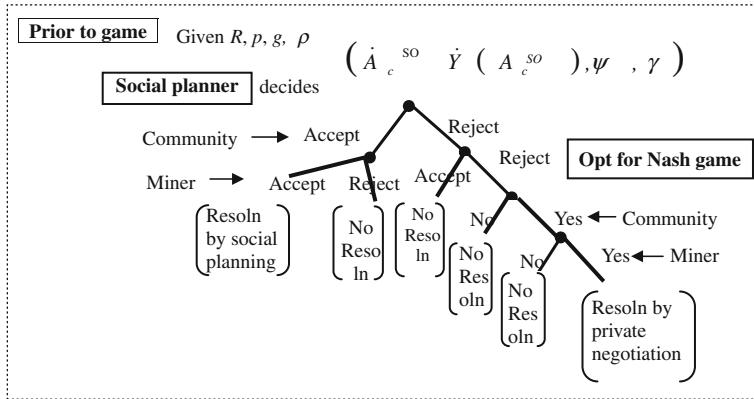 Prior to game Given R, p, g, ρ
( Ȧ c SO Ẏ ( A c SO ) , ψ , γ )
Social planner decides
Community → Accept Reject
Reject Opt for Nash game
Miner → Accept Reject Accept
Resoln by social planning
No Reso ln
No Reso ln
No Yes ← Community
No Res oln
No Yes ← Miner
No Res oln
Resoln by private negotiation